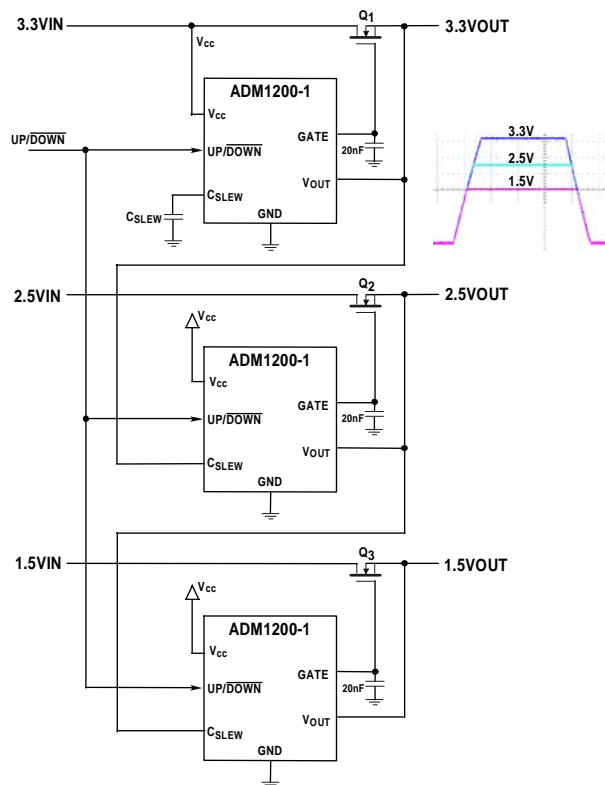 3.3VIN
Q1
3.3VOUT
VCC
ADM1200-1
VCC
GATE
UP/DOWN
UP/DOWN
20nF
VOUT
CSLEW
CSLEW
GND
3.3V
2.5V
1.5V
2.5VIN
Q2
2.5VOUT
VCC
ADM1200-1
VCC
GATE
UP/DOWN
20nF
VOUT
CSLEW
GND
1.5VIN
Q3
1.5VOUT
VCC
ADM1200-1
VCC
GATE
UP/DOWN
20nF
VOUT
CSLEW
GND